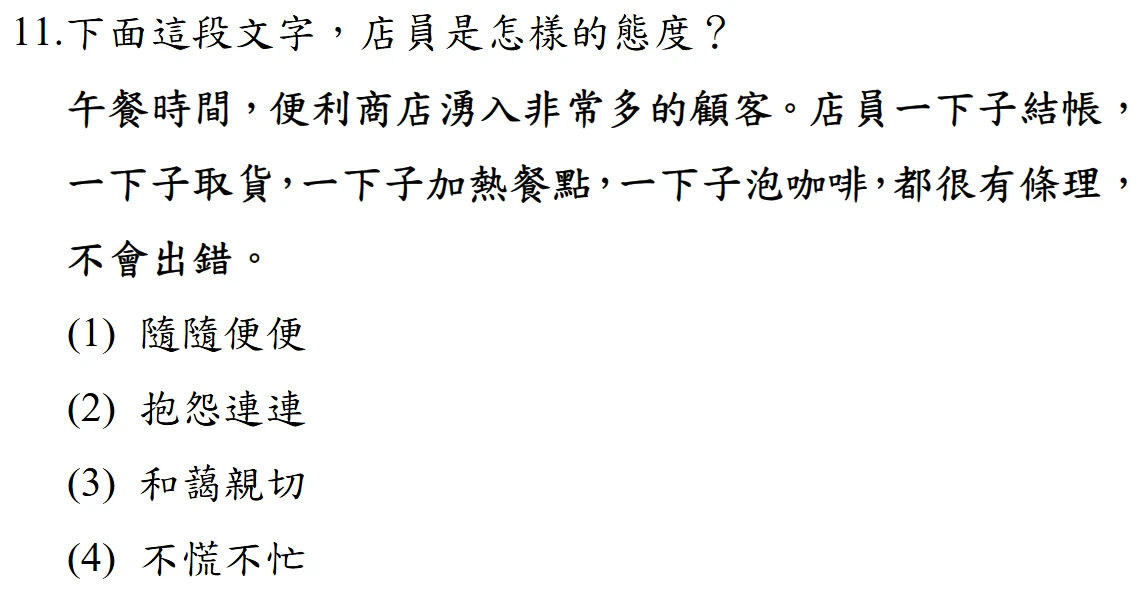 11.下面這段文字，店員是怎樣的態度？
午餐時間，便利商店湧入非常多的顧客。店員一下子結帳，
一下子取貨，一下子加熱餐點，一下子泡咖啡，都很有條理，
不會出錯。
(1) 隨隨便便
(2) 抱怨連連
(3) 和藹親切
(4) 不慌不忙